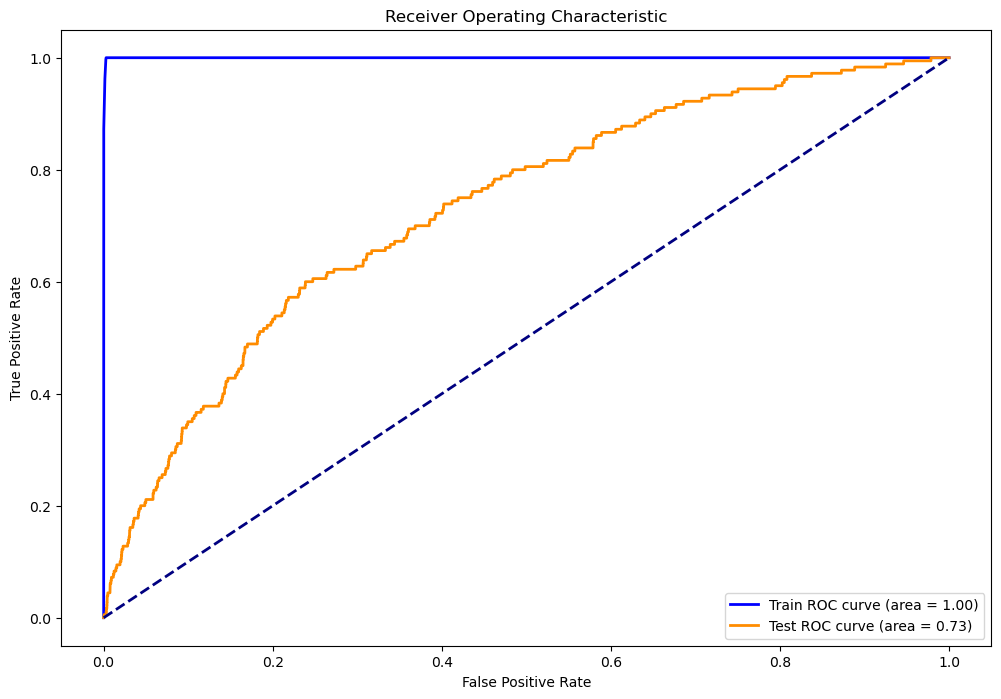 Receiver Operating Characteristic
1.0
0.8
0.6
0.4
0.2
0.0
True Positive Rate
0.0 0.2 0.4 0.6 0.8 1.0
False Positive Rate
Train ROC curve (area = 1.00)
Test ROC curve (area = 0.73)